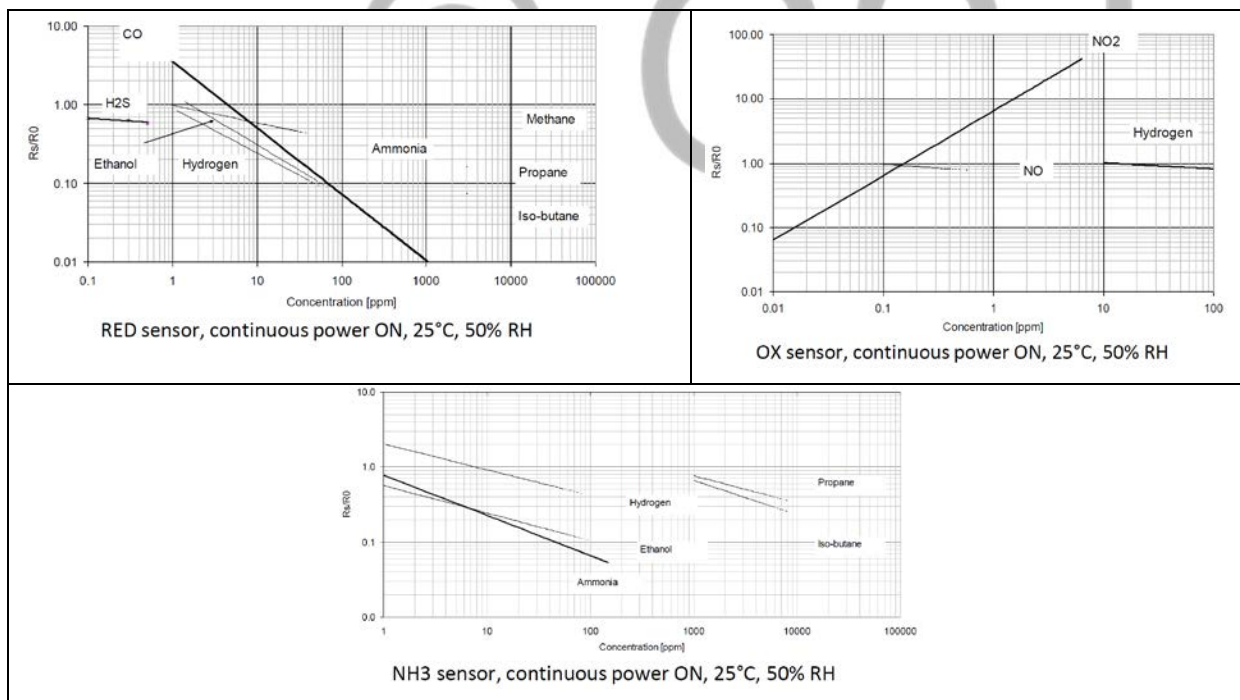 10.00
CO
1.00
H2S
Methane
Rs/R0
Ammonia
Ethanol
Hydrogen
0.10
Propane
Iso-butane
0.01
0.1
1
10
100
1000
10000
100000
Concentration [ppm]
RED sensor, continuous power ON, 25°C, 50% RH
100.00
NO2
10.00
Hydrogen
Rs/R0
1.00
NO
0.10
0.01
0.01
0.1
1
10
100
Concentration [ppm]
OX sensor, continuous power ON, 25°C, 50% RH
10.0
1.0
Propane
Rs/R0
Hydrogen
0.1
Ethanol
Iso-butane
Ammonia
0.0
1
10
100
1000
10000
100000
Concentration [ppm]
NH3 sensor, continuous power ON, 25°C, 50% RH